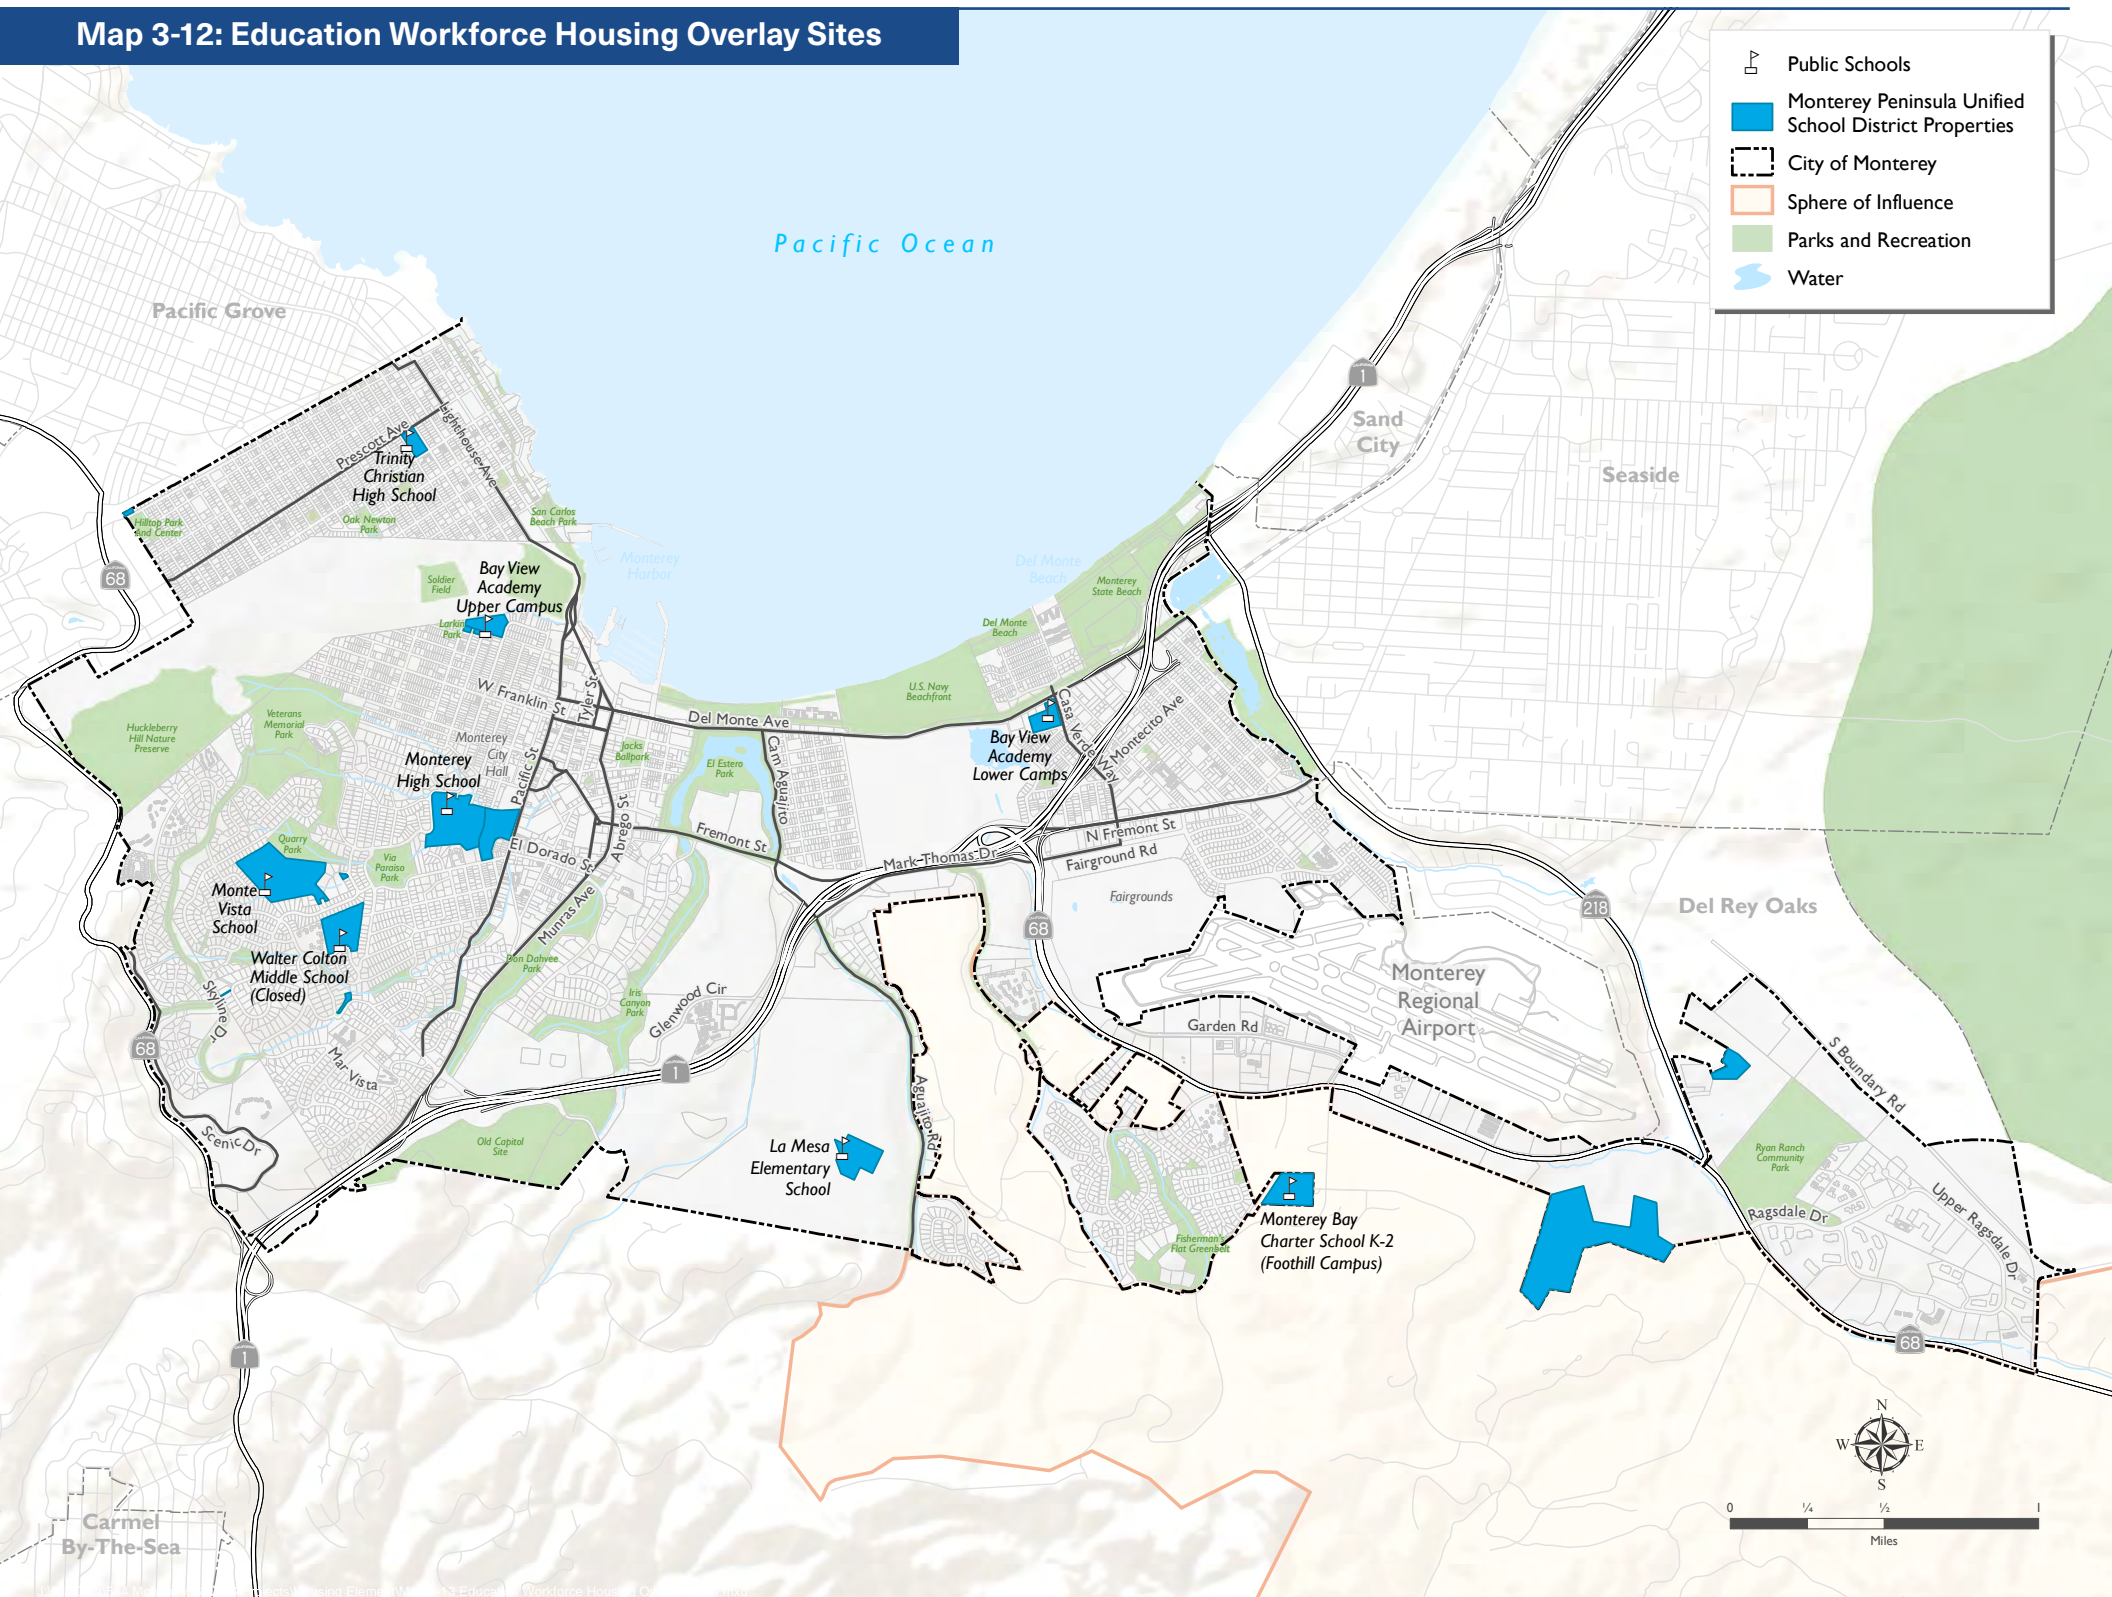 Map 3-12: Education Workforce Housing Overlay Sites
Public Schools
Monterey Peninsula Unified
School District Properties
City of Monterey
Sphere of Influence
Parks and Recreation
Water
Pacific Ocean
Pacific Grove
Sand
City
Seaside
Del Rey Oaks
Carmel
By-The-Sea
Prescott Ave
Lighthouse Ave
Trinity
Christian
High School
Hilltop Park
And Center
Oak Newton
Park
San Carlos
Beach Park
Monterey
Harbor
Soldier
Field
Bay View
Academy
Upper Campus
Larkin
Park
Del Monte
Beach
Monterey
State Beach
Del Monte
Beach
U.S. Navy
Beachfront
W Franklin St
Tyler St
Del Monte Ave
Huckleberry
Hill Nature
Preserve
Veterans
Memorial
Park
Monterey
City
Hall
Monterey
High School
Pacific St
Jacks
Ballpark
El Estero
Park
Cam Aguajito
Bay View
Academy
Lower Camps
Casa Verde Way
Montecito Ave
Quarry
Park
Via
Paraiso
Park
El Dorado St
Abrego St
Fremont St
Mark Thomas Dr
N Fremont St
Fairground Rd
Fairgrounds
Monte
Vista
School
Walter Colton
Middle School
(Closed)
Munras Ave
Don Dahvee
Park
Iris
Canyon
Park
Glenwood Cir
Skyline Dr
Mar Vista
Scenic Dr
Old Capitol
Site
La Mesa
Elementary
School
Aguajito Rd
Garden Rd
Monterey
Regional
Airport
Fisherman's
Flat Greenbelt
Monterey Bay
Charter School K-2
(Foothill Campus)
S Boundary Rd
Ryan Ranch
Community
Park
Ragsdale Dr
Upper Ragsdale Dr
1
68
68
1
1
68
218
68
N
W
E
S
0
¼
½
1
Miles